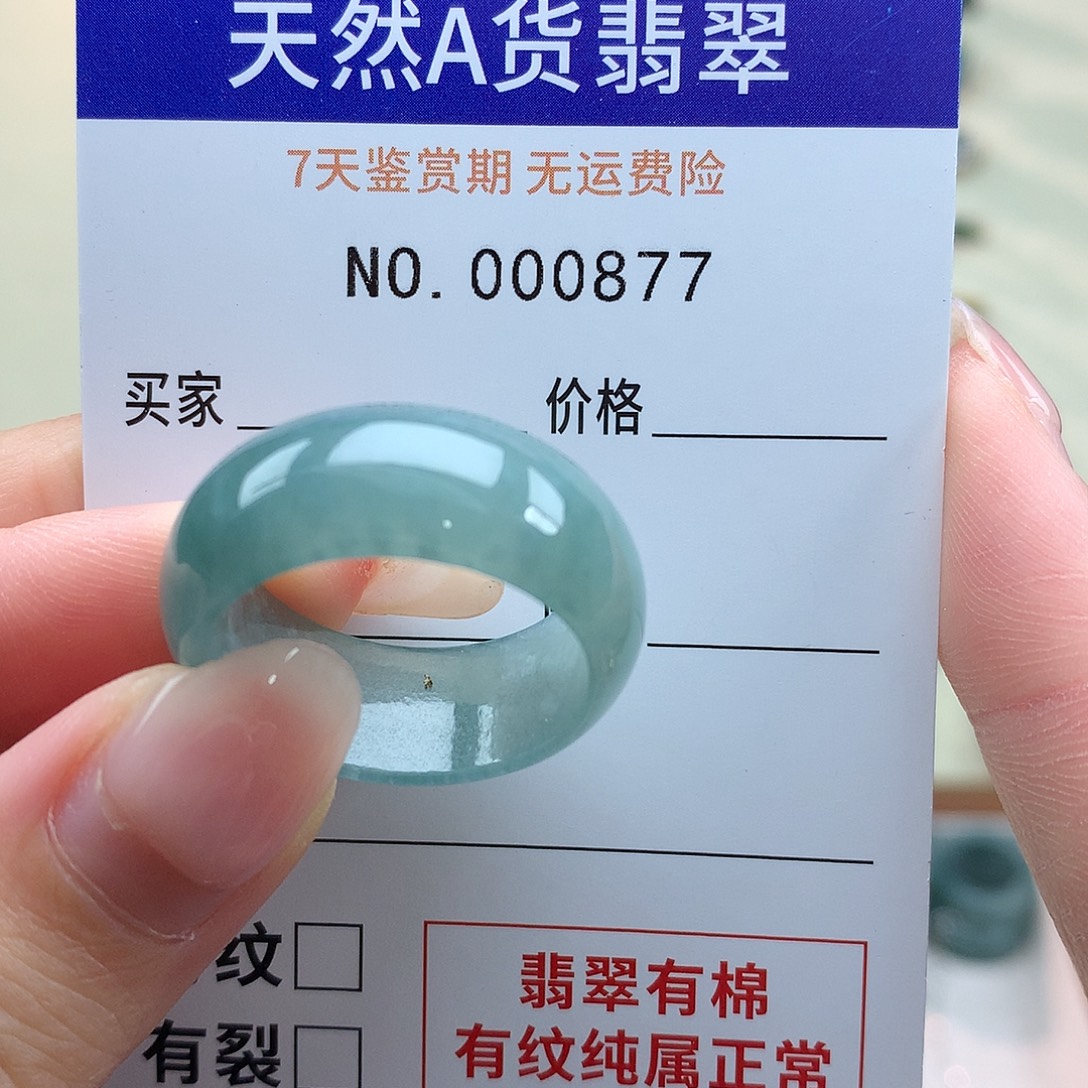 天然A货翡翠
7天鉴赏期 无运费险
NO.000877
买家 价格
纹
有裂
翡翠有棉
有纹纯属正常